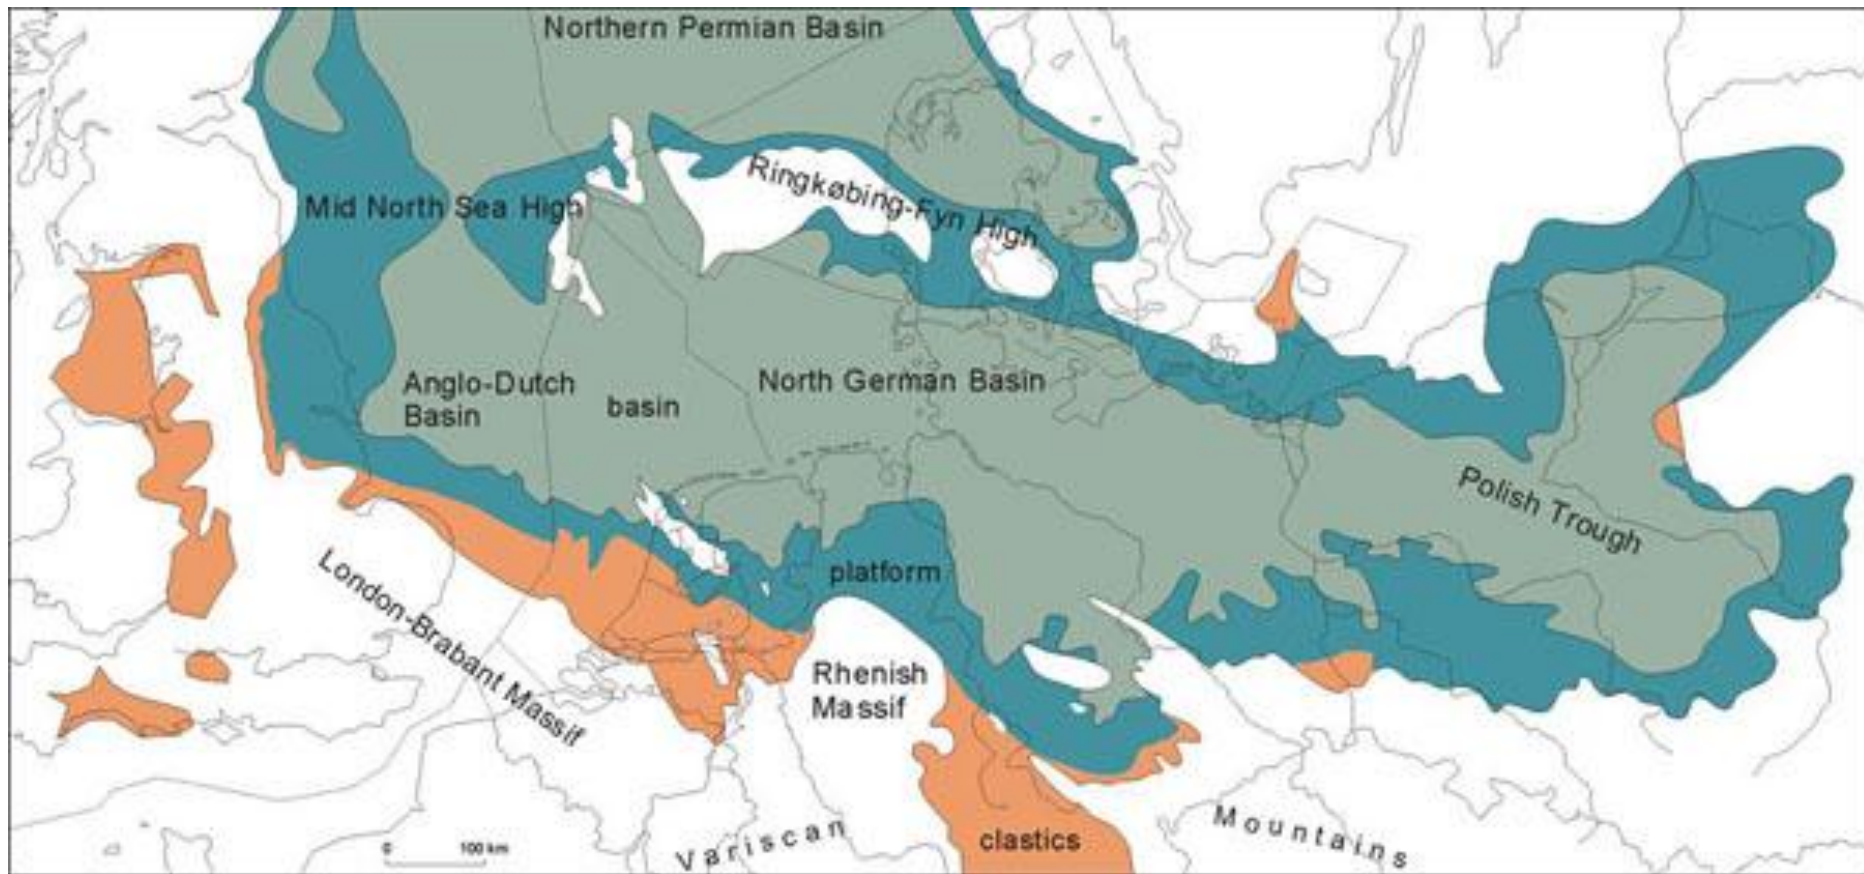 Northern Permian Basin
Mid North Sea High
Ringkøbing-Fyn High
Anglo-Dutch
Basin
basin
North German Basin
Polish Trough
platform
London-Brabant Massif
Rhenish
Massif
clastics
Variscan
Mountains
0 100 km